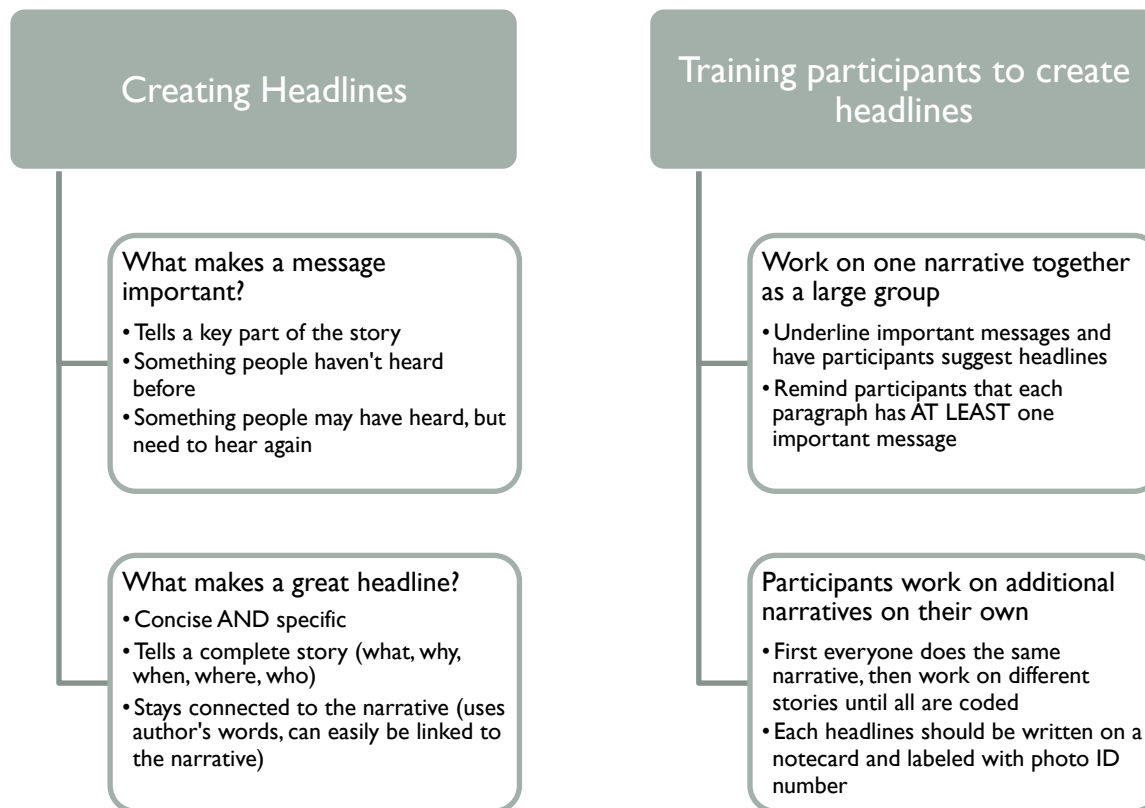 Creating Headlines
What makes a message
important?
• Tells a key part of the story
• Something people haven't heard
before
• Something people may have heard, but
need to hear again
What makes a great headline?
• Concise AND specific
• Tells a complete story (what, why,
when, where, who)
• Stays connected to the narrative (uses
author's words, can easily be linked to
the narrative)
Training participants to create
headlines
Work on one narrative together
as a large group
• Underline important messages and
have participants suggest headlines
• Remind participants that each
paragraph has AT LEAST one
important message
Participants work on additional
narratives on their own
• First everyone does the same
narrative, then work on different
stories until all are coded
• Each headlines should be written on a
notecard and labeled with photo ID
number